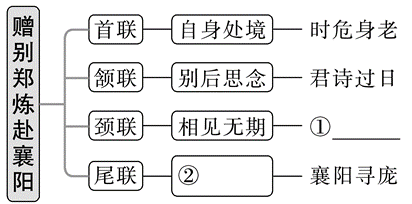 赠别郑炼赴襄阳
首联 自身处境 时危身老
颔联 别后思念 君诗过日
颈联 相见无期 ①______
尾联 ② 襄阳寻庞